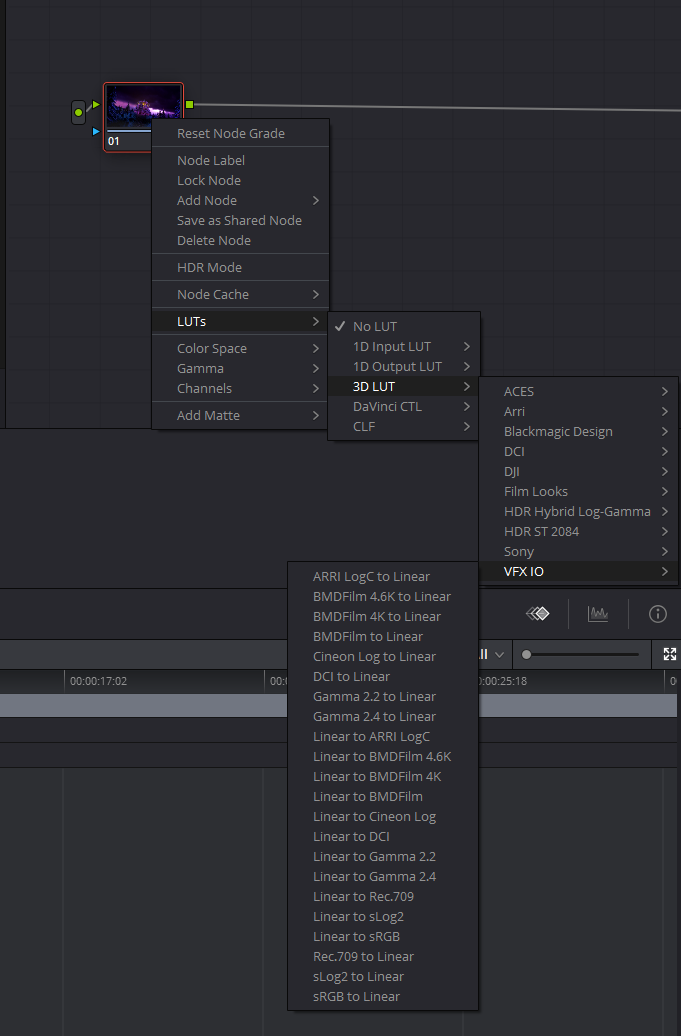 01
Reset Node Grade
Node Label
Lock Node
Add Node
Save as Shared Node
Delete Node
HDR Mode
Node Cache
LUTs
Color Space
Gamma
Channels
Add Matte
No LUT
1D Input LUT
1D Output LUT
3D LUT
DaVinci CTL
CLF
ACES
Arri
Blackmagic Design
DCI
DJI
Film Looks
HDR Hybrid Log-Gamma
HDR ST 2084
Sony
VFX IO
ARRI LogC to Linear
BMDFilm 4.6K to Linear
BMDFilm 4K to Linear
BMDFilm to Linear
Cineon Log to Linear
DCI to Linear
Gamma 2.2 to Linear
Gamma 2.4 to Linear
Linear to ARRI LogC
Linear to BMDFilm 4.6K
Linear to BMDFilm 4K
Linear to BMDFilm
Linear to Cineon Log
Linear to DCI
Linear to Gamma 2.2
Linear to Gamma 2.4
Linear to Rec.709
Linear to sLog2
Linear to sRGB
Rec.709 to Linear
sLog2 to Linear
sRGB to Linear
00:00:17:02
00:0
:00:25:18